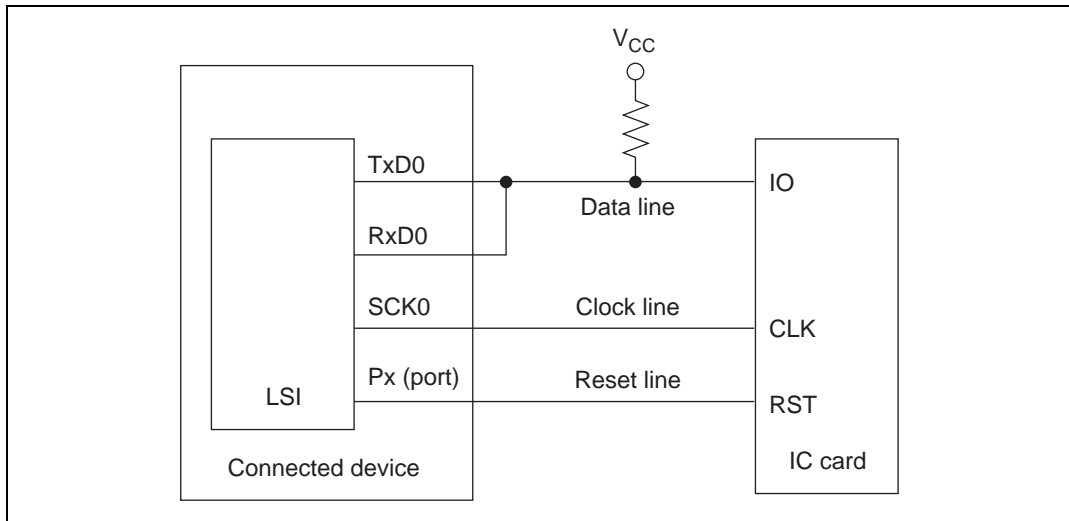 VCC
TxD0
IO
Data line
RxD0
SCK0
Clock line
CLK
Px (port)
Reset line
RST
LSI
IC card
Connected device